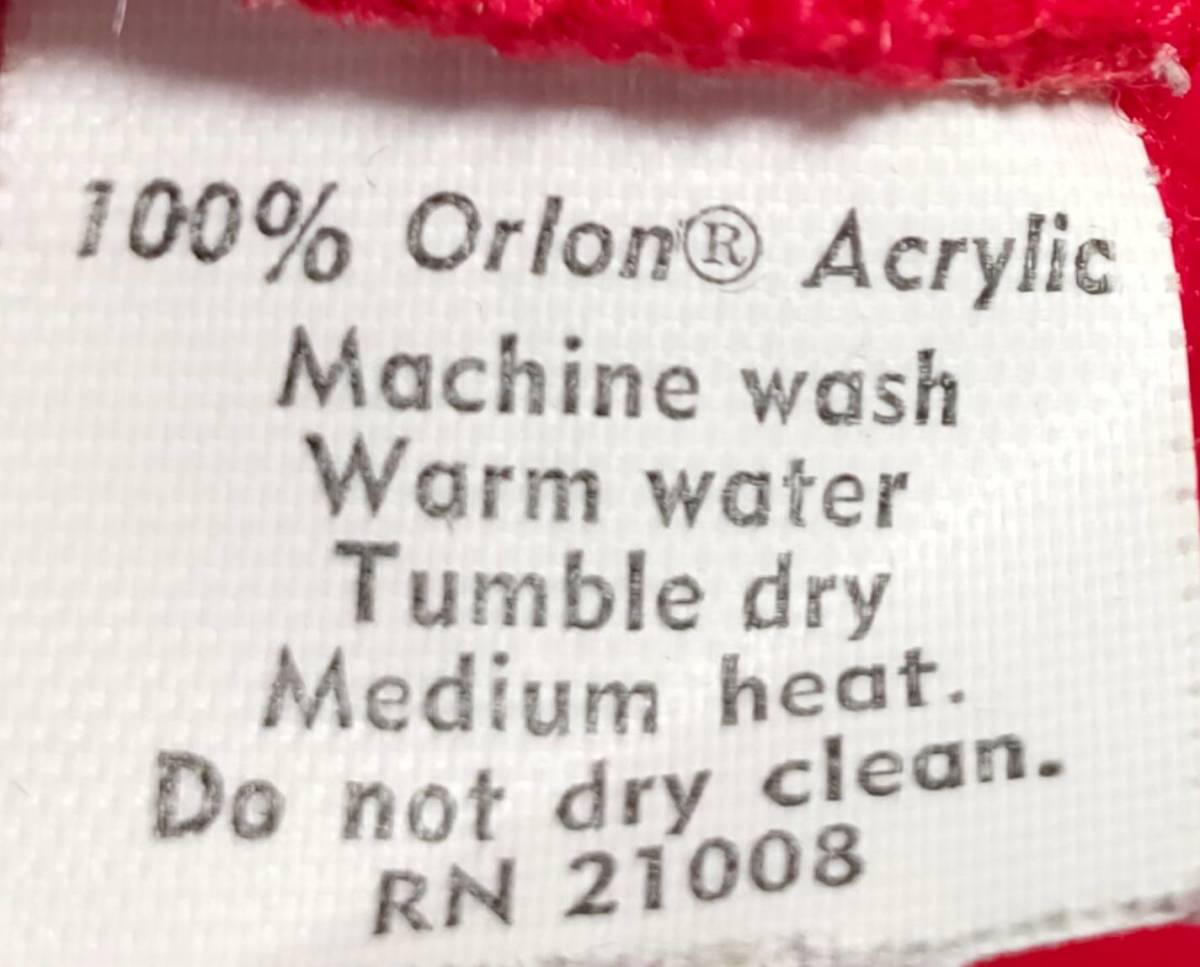 100% Orlon® Acrylic
Machine wash
Warm water
Tumble dry
Medium heat.
Do not dry clean.
RN 21008